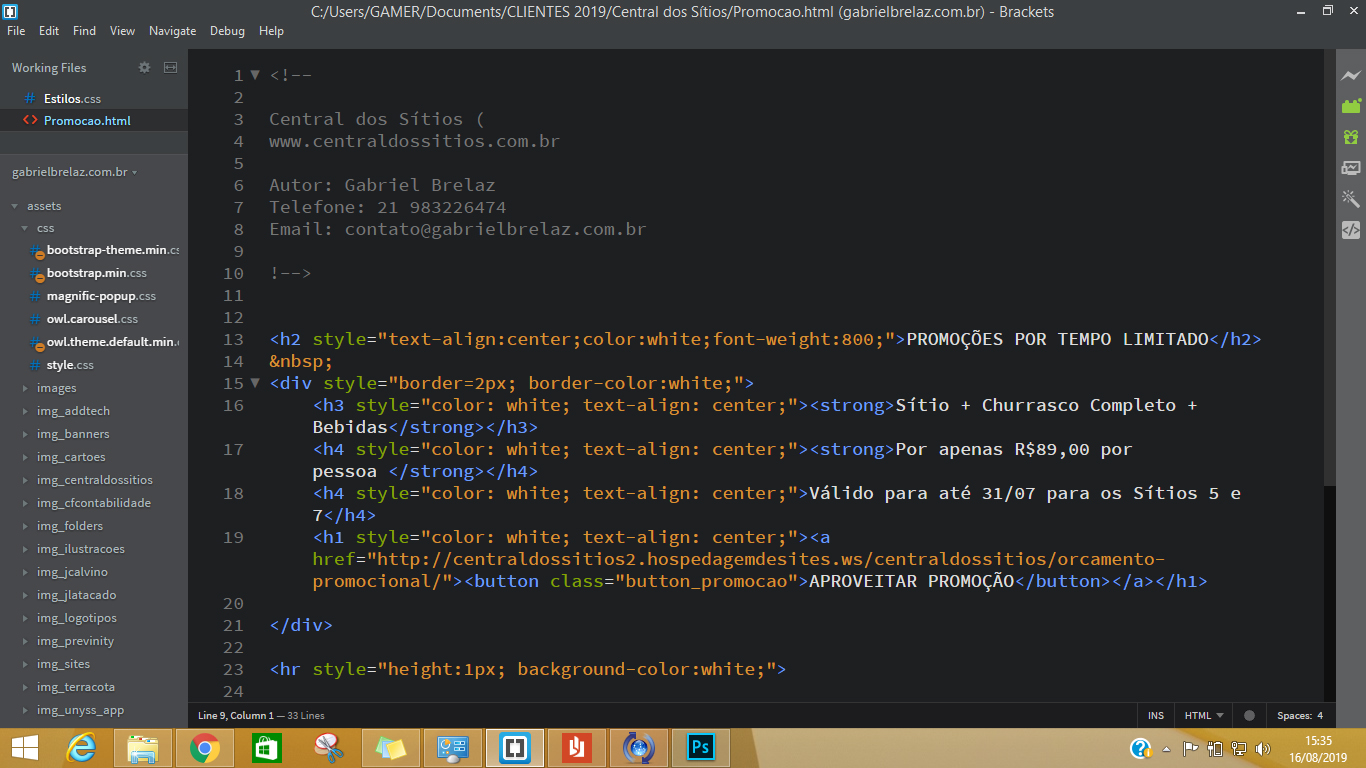 C:/Users/GAMER/Documents/CLIENTES 2019/Central dos Sítios/Promocao.html (gabrielbrelaz.com.br) - Brackets
File Edit Find View Navigate Debug Help
Working Files
# Estilos.css
<> Promocao.html
gabrielbrelaz.com.br
assets
css
bootstrap-theme.min.cs
bootstrap.min.css
magnific-popup.css
owl.carousel.css
owl.theme.default.min.
style.css
images
img_addtech
img_banners
img_cartoes
img_centraldossitios
img_cfcontabilidade
img_folders
img_ilustracoes
img_jcalvino
img_jlatacado
img_logotipos
img_previnity
img_sites
img_terracota
img_unyss_app
1 <!--
2
3 Central dos Sítios (
4 www.centraldossitios.com.br
5
6 Autor: Gabriel Brelaz
7 Telefone: 21 983226474
8 Email: contato@gabrielbrelaz.com.br
9
10 !-->
11
12
13 <h2 style="text-align:center;color:white;font-weight:800;">PROMOÇÕES POR TEMPO LIMITADO</h2>
14 &nbsp;
15 <div style="border=2px; border-color:white;">
16 <h3 style="color: white; text-align: center;"><strong>Sítio + Churrasco Completo +
Bebidas</strong></h3>
17 <h4 style="color: white; text-align: center;"><strong>Por apenas R$89,00 por
pessoa </strong></h4>
18 <h4 style="color: white; text-align: center;">Válido para até 31/07 para os Sítios 5 e
7</h4>
19 <h1 style="color: white; text-align: center;"><a
href="http://centraldossitios2.hospedagemdesites.ws/centraldossitios/orcamento-
promocional/"><button class="button_promocao">APROVEITAR PROMOÇÃO</button></a></h1>
20
21 </div>
22
23 <hr style="height:1px; background-color:white;">
24
Line 9, Column 1 — 33 Lines
INS HTML Spaces: 4
Ps
15:35
16/08/2019